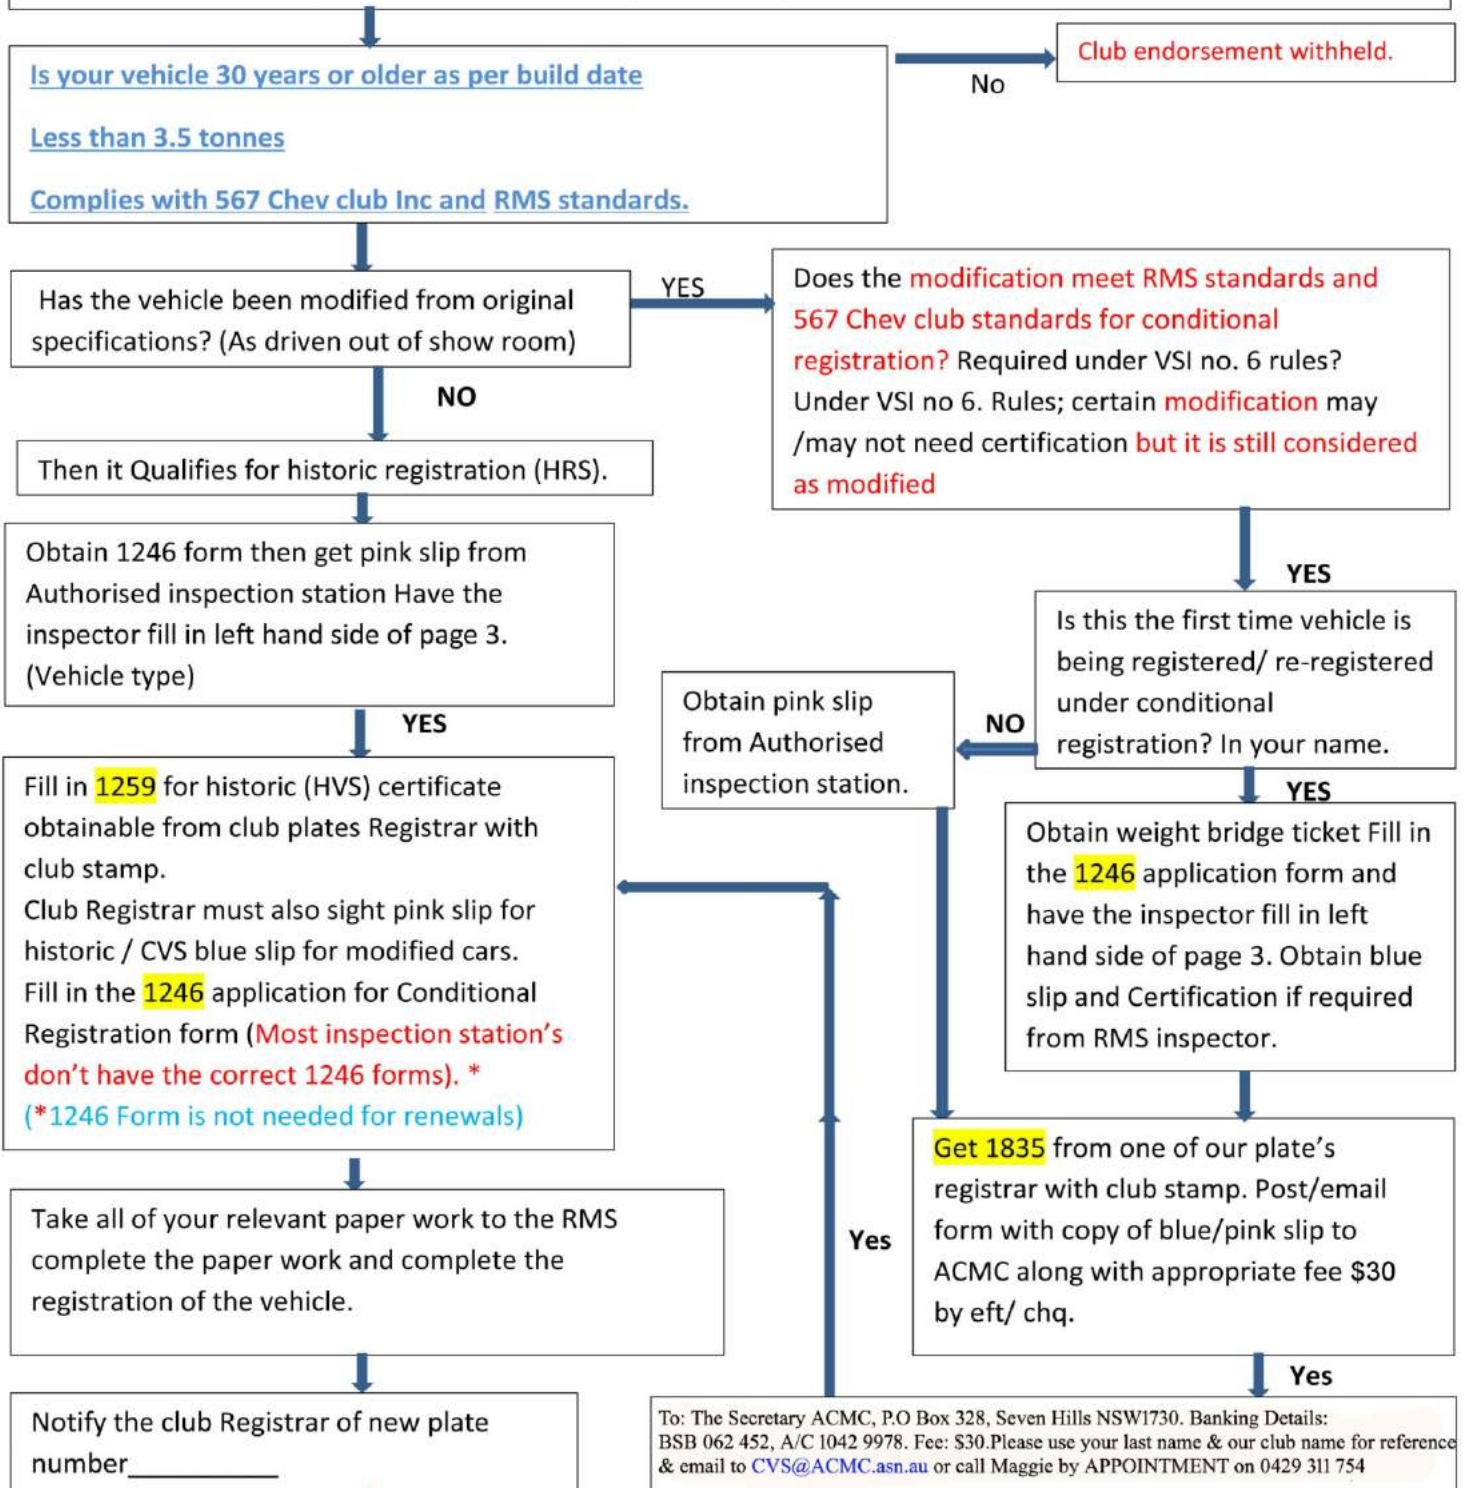 Is your vehicle 30 years or older as per build date
Less than 3.5 tonnes
Complies with 567 Chev club Inc and RMS standards.
No
Club endorsement withheld.
Has the vehicle been modified from original
specifications? (As driven out of show room)
YES
Does the modification meet RMS standards and
567 Chev club standards for conditional
registration? Required under VSI no. 6 rules?
Under VSI no 6. Rules; certain modification may
/may not need certification but it is still considered
as modified
NO
Then it Qualifies for historic registration (HRS).
Obtain 1246 form then get pink slip from
Authorised inspection station Have the
inspector fill in left hand side of page 3.
(Vehicle type)
YES
Is this the first time vehicle is
being registered/ re-registered
under conditional
registration? In your name.
NO
Obtain pink slip
from Authorised
inspection station.
YES
YES
Fill in 1259 for historic (HVS) certificate
obtainable from club plates Registrar with
club stamp.
Club Registrar must also sight pink slip for
historic / CVS blue slip for modified cars.
Fill in the 1246 application for Conditional
Registration form (Most inspection station's
don't have the correct 1246 forms). *
(*1246 Form is not needed for renewals)
Obtain weight bridge ticket Fill in
the 1246 application form and
have the inspector fill in left
hand side of page 3. Obtain blue
slip and Certification if required
from RMS inspector.
Get 1835 from one of our plate's
registrar with club stamp. Post/email
form with copy of blue/pink slip to
ACMC along with appropriate fee $30
by eft/ chq.
Yes
Take all of your relevant paper work to the RMS
complete the paper work and complete the
registration of the vehicle.
Yes
Notify the club Registrar of new plate
number___________
To: The Secretary ACMC, P.O Box 328, Seven Hills NSW1730. Banking Details:
BSB 062 452, A/C 1042 9978. Fee: $30.Please use your last name & our club name for reference
& email to CVS@ACMC.asn.au or call Maggie by APPOINTMENT on 0429 311 754